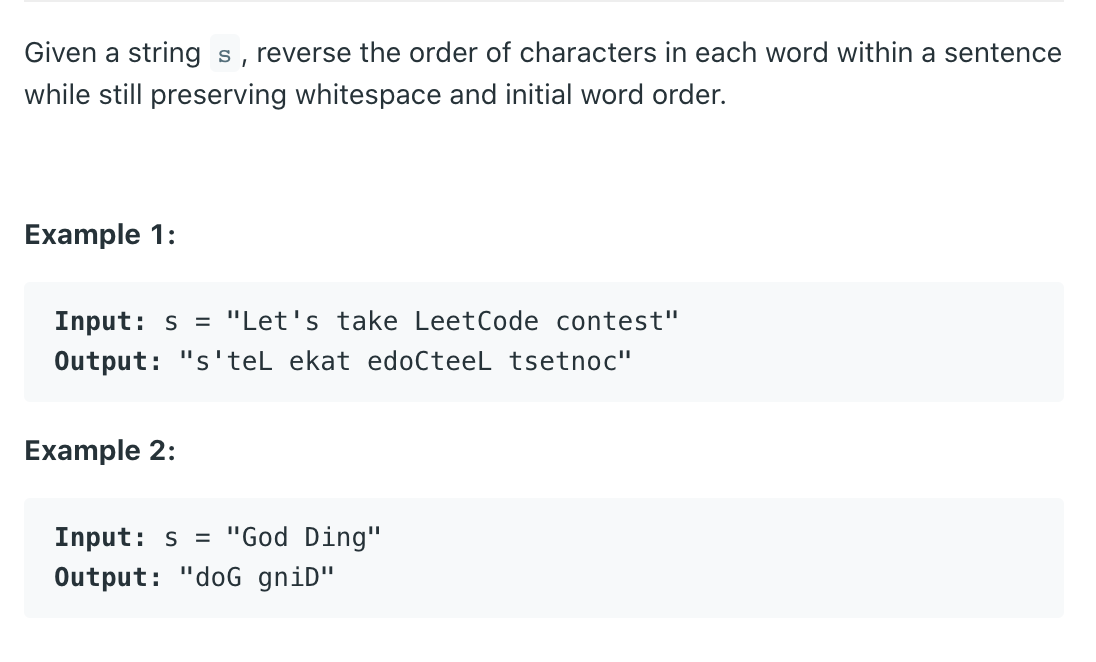 Given a string s, reverse the order of characters in each word within a sentence
while still preserving whitespace and initial word order.
Example 1:
Input: s = "Let's take LeetCode contest"
Output: "s'teL ekat edoCteeL tsetnoc"
Example 2:
Input: s = "God Ding"
Output: "doG gniD"